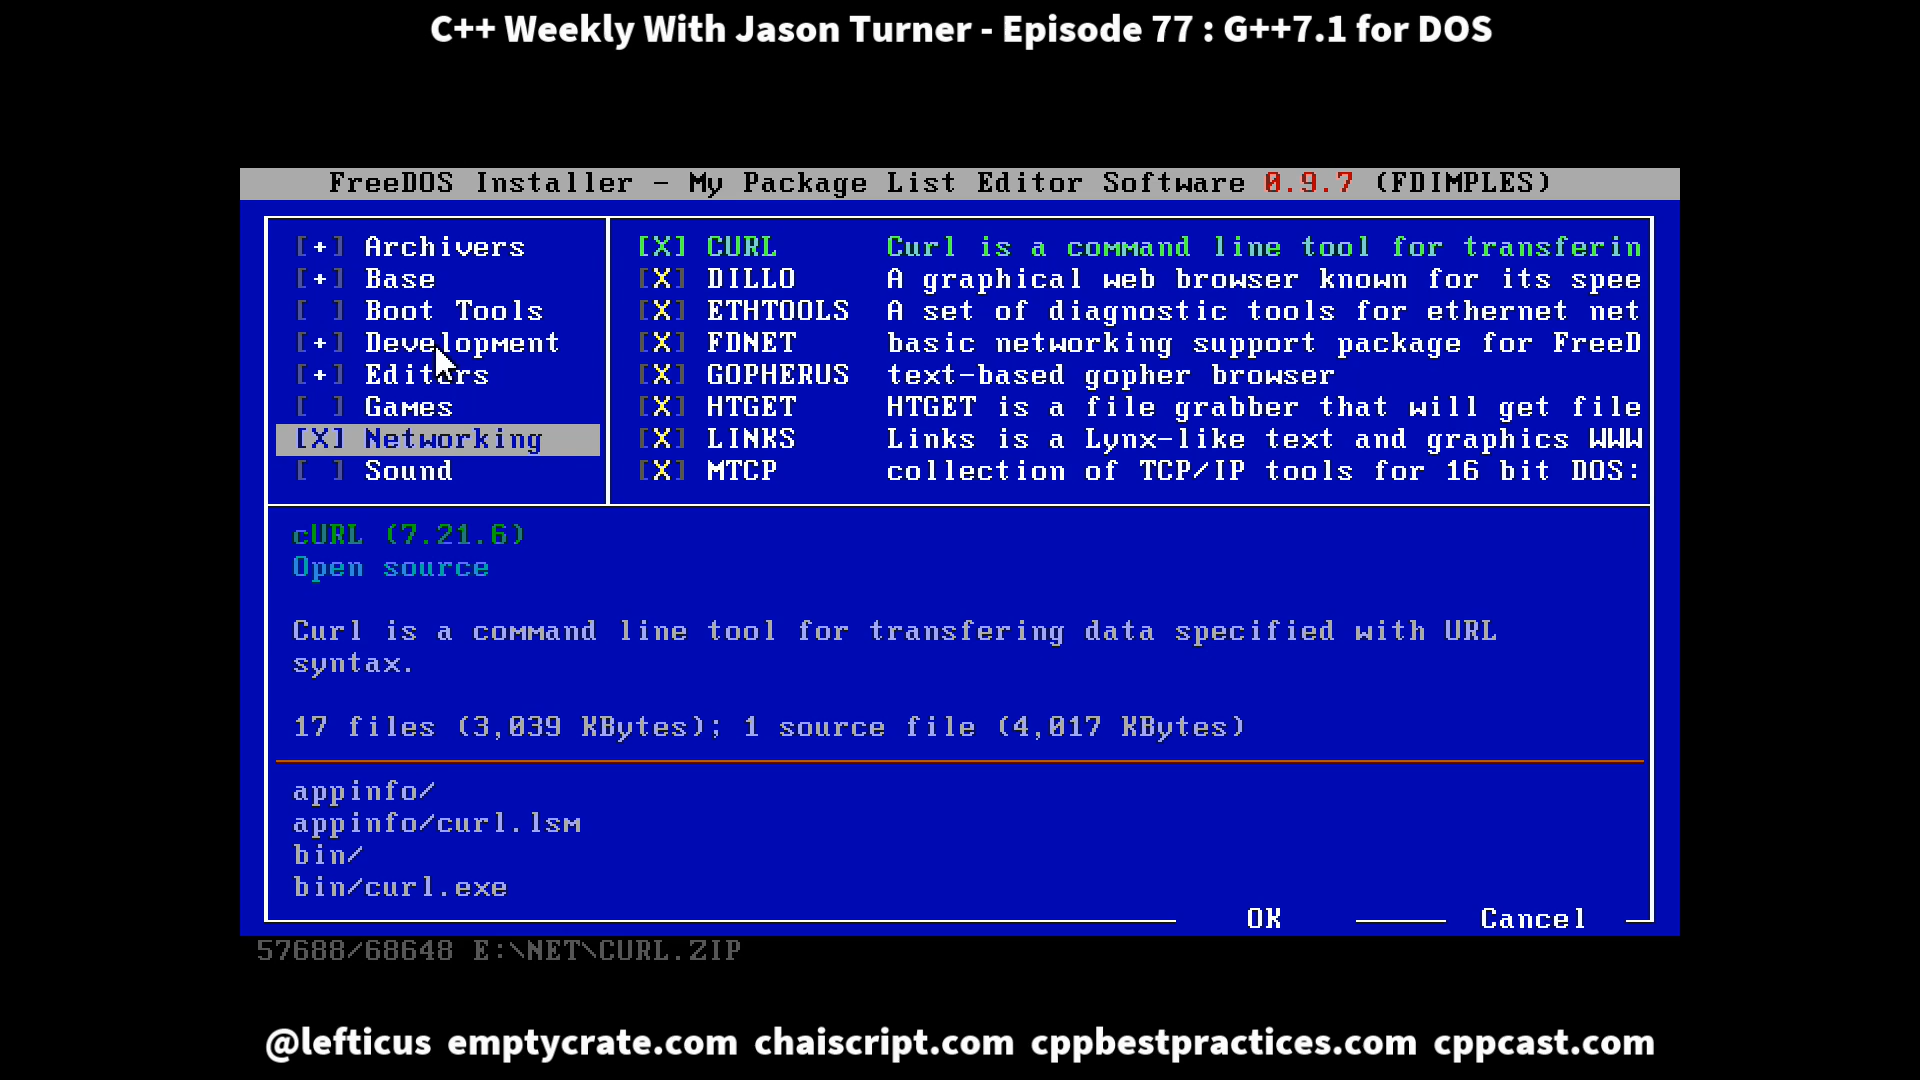 C++ Weekly With Jason Turner - Episode 77 : G++7.1 for DOS
FreeDOS Installer - My Package List Editor Software 0.9.7 (FDIMPLES)
[+] Archivers
[+] Base
[ ] Boot Tools
[+] Development
[+] Editors
[ ] Games
[X] Networking
[ ] Sound
[X] CURL Curl is a command line tool for transferin
[X] DILLO A graphical web browser known for its spee
[X] ETHTOOLS A set of diagnostic tools for ethernet net
[X] FDNET basic networking support package for FreeD
[X] GOPHERUS text-based gopher browser
[X] HTGET HTGET is a file grabber that will get file
[X] LINKS Links is a Lynx-like text and graphics WWW
[X] MTCP collection of TCP/IP tools for 16 bit DOS:
cURL (7.21.6)
Open source
Curl is a command line tool for transfering data specified with URL
syntax.
17 files (3,039 KBytes); 1 source file (4,017 KBytes)
appinfo/
appinfo/curl.lsm
bin/
bin/curl.exe
OK Cancel
57688/68648 E:\NET\CURL.ZIP
@lefticus emptycrate.com chaiscript.com cppbestpractices.com cppcast.com